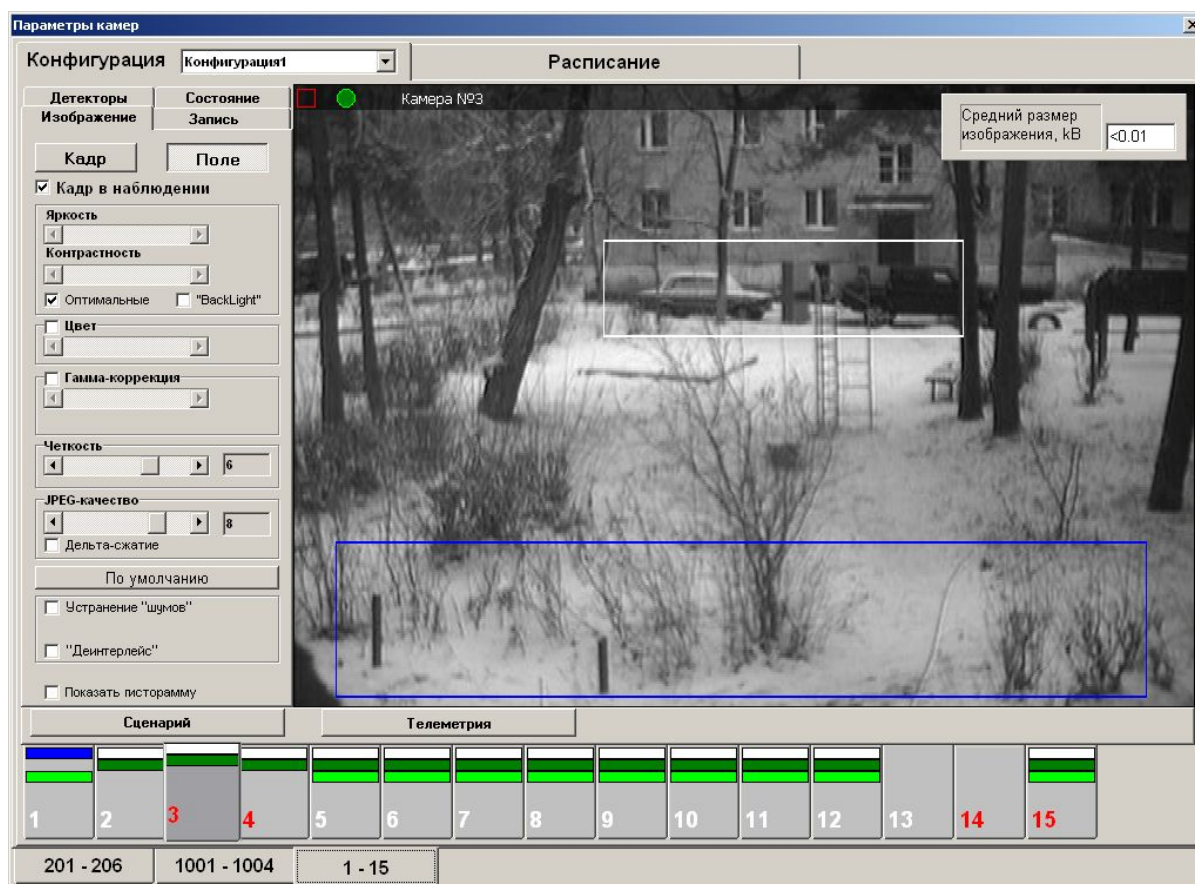 Параметры камер
Конфигурация Конфигурация1 Расписание
Детекторы Состояние
Изображение Запись
Камера №3
Средний размер
изображения, kB <0.01
Кадр Поле
Кадр в наблюдении
Яркость
Контрастность
Оптимальные "BackLight"
Цвет
Гамма-коррекция
Четкость
6
JPEG-качество
8
Дельта-сжатие
По умолчанию
Устранение "шумов"
"Деинтерлейс"
Показать гисторамму
Сценарий Телеметрия
1 2 3 4 5 6 7 8 9 10 11 12 13 14 15
201 - 206 1001 - 1004 1 - 15